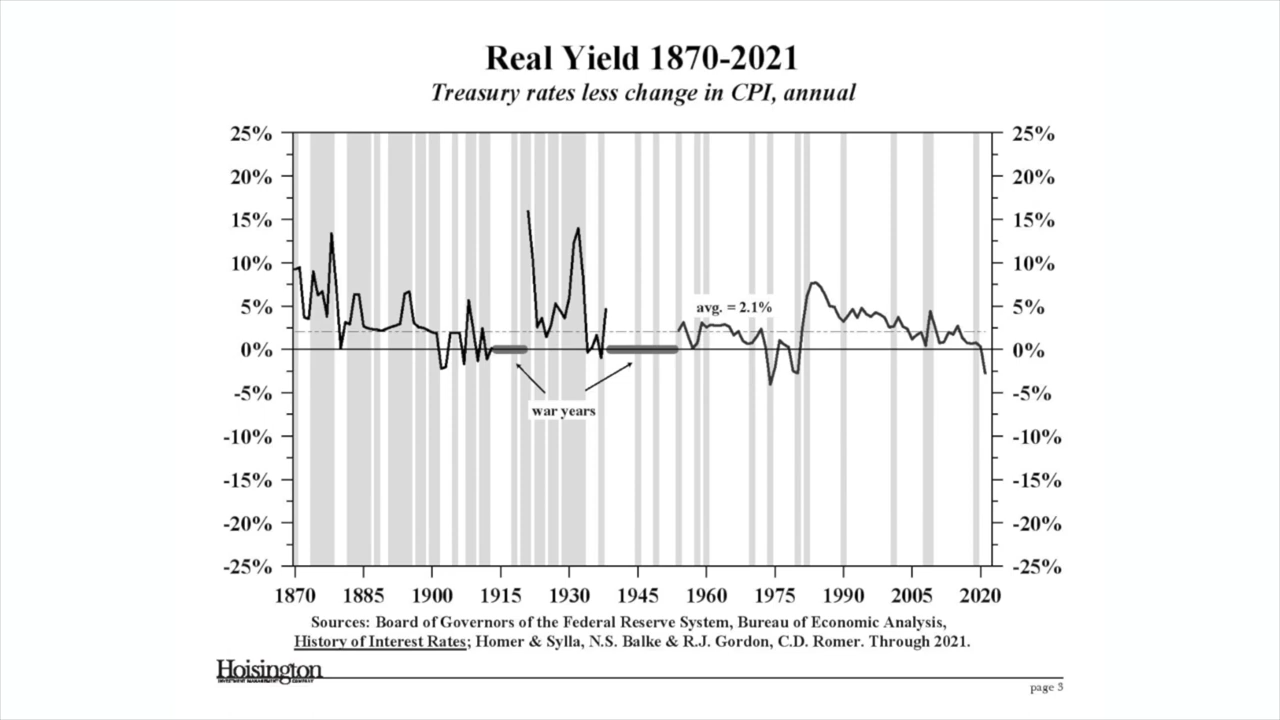 Real Yield 1870-2021
Treasury rates less change in CPI, annual
25% 25%
20% 20%
15% 15%
10% 10%
5% avg. = 2.1% 5%
0% 0%
-5% -5%
war years
-10% -10%
-15% -15%
-20% -20%
-25% -25%
1870 1885 1900 1915 1930 1945 1960 1975 1990 2005 2020
Sources: Board of Governors of the Federal Reserve System, Bureau of Economic Analysis,
History of Interest Rates; Homer & Sylla, N.S. Balke & R.J. Gordon, C.D. Romer. Through 2021.
Hoisington
INVESTMENT MANAGEMENT COMPANY
page 3